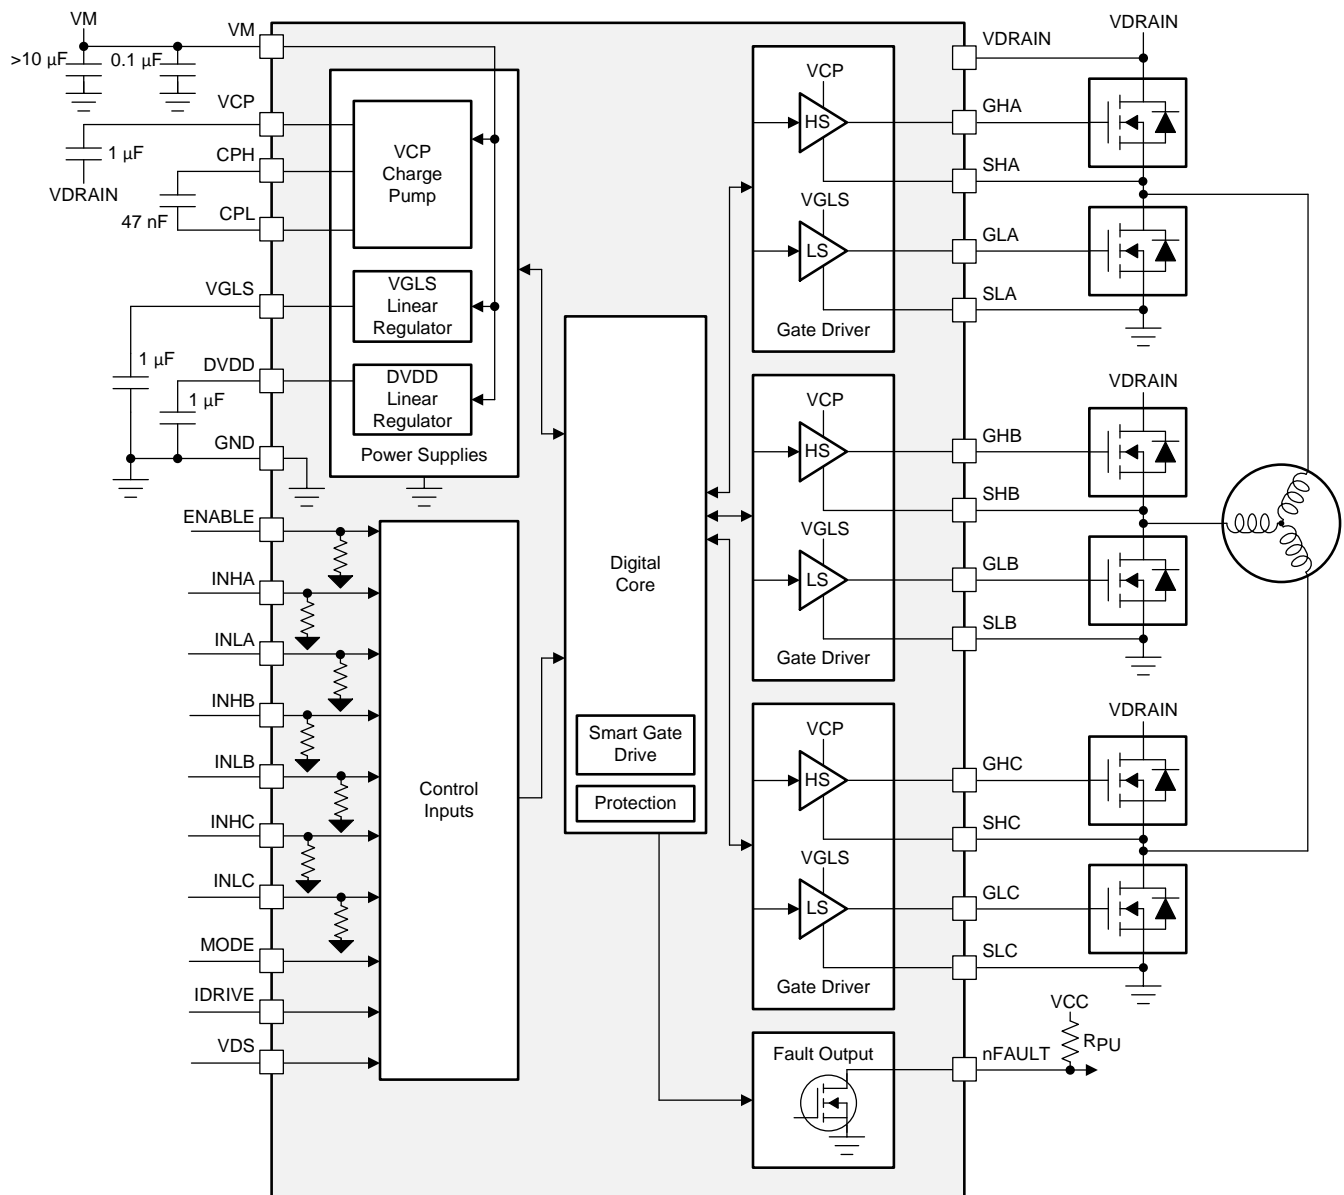 VM
VM
>10 µF
0.1 µF
VCP
1 µF
VDRAIN
CPH
47 nF
CPL
VGLS
1 µF
DVDD
1 µF
GND
VCP
Charge
Pump
VGLS
Linear
Regulator
DVDD
Linear
Regulator
Power Supplies
ENABLE
INHA
INLA
INHB
INLB
INHC
INLC
MODE
IDRIVE
VDS
Control
Inputs
Digital
Core
Smart Gate
Drive
Protection
VCP
HS
VGLS
LS
Gate Driver
VCP
HS
VGLS
LS
Gate Driver
VCP
HS
VGLS
LS
Gate Driver
Fault Output
VDRAIN
VDRAIN
GHA
SHA
GLA
SLA
VDRAIN
GHB
SHB
GLB
SLB
VDRAIN
GHC
SHC
GLC
SLC
VCC
RPU
nFAULT